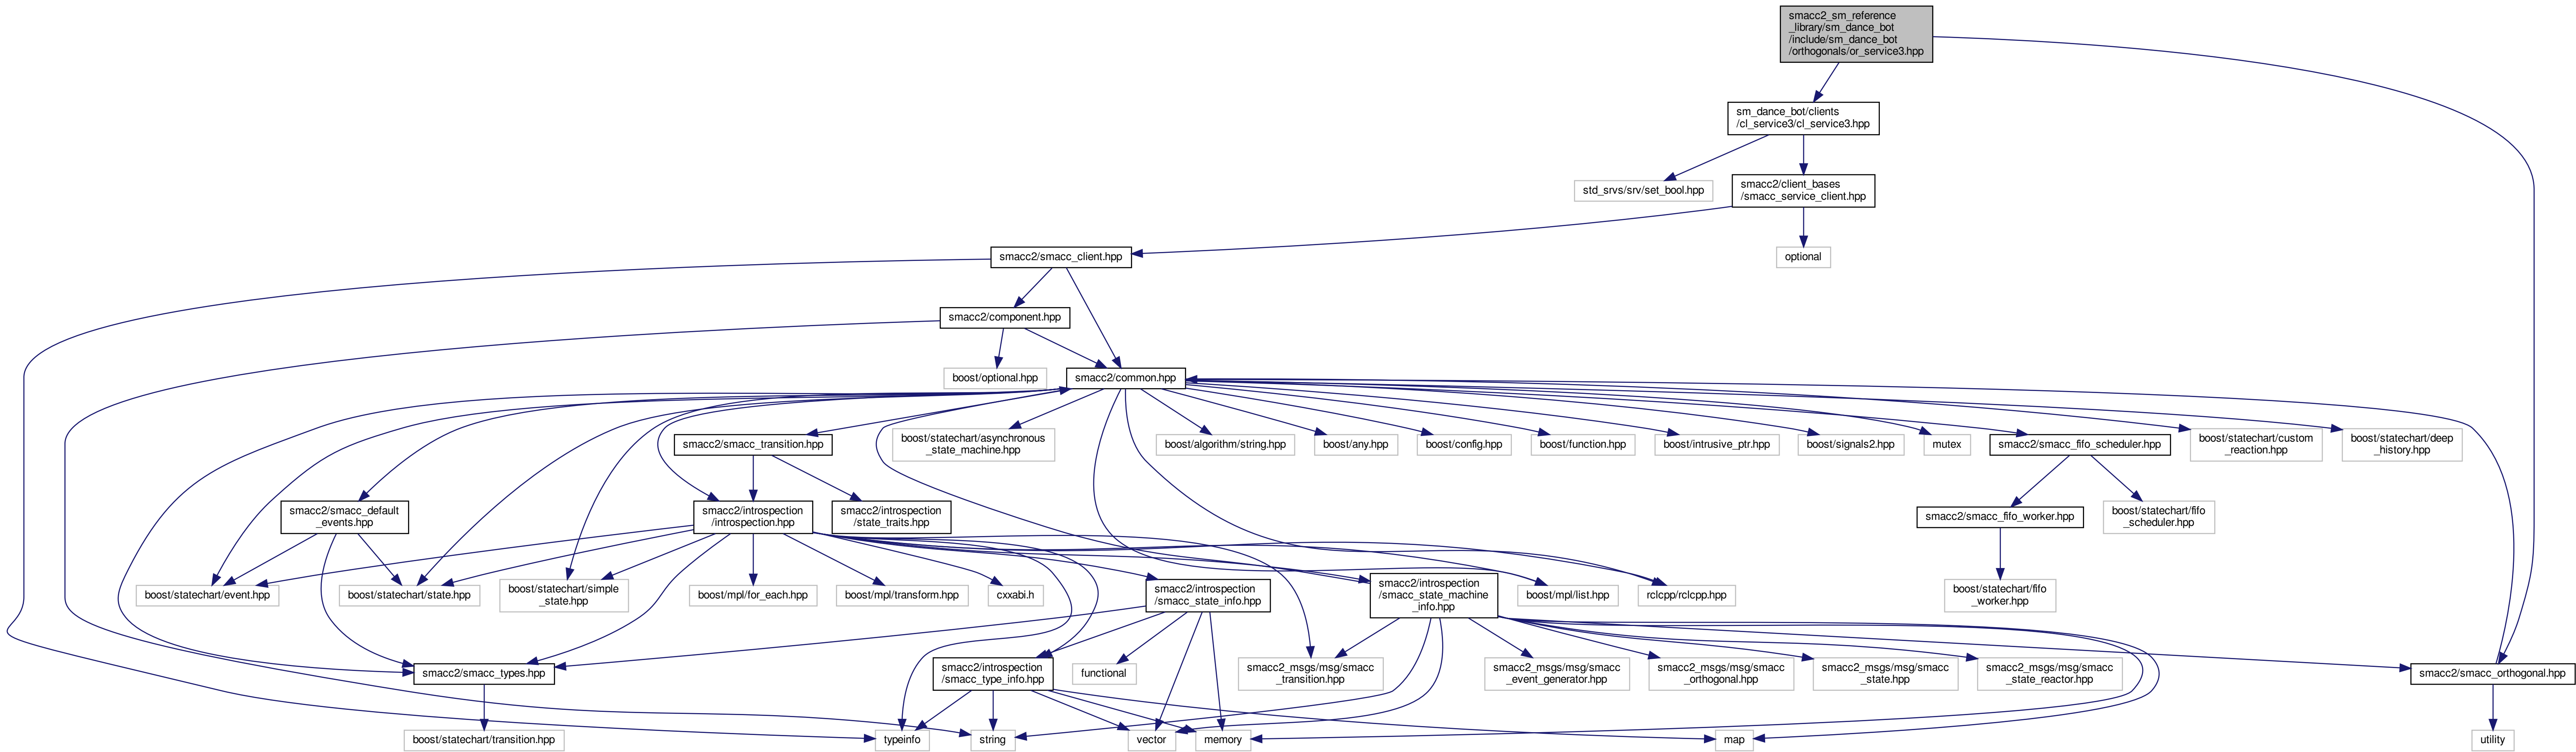 smacc2_sm_reference
_library/sm_dance_bot
/include/sm_dance_bot
/orthogonals/or_service3.hpp
sm_dance_bot/clients
/cl_service3/cl_service3.hpp
std_srvs/srv/set_bool.hpp
smacc2/client_bases
/smacc_service_client.hpp
smacc2/smacc_client.hpp
optional
smacc2/component.hpp
boost/optional.hpp
smacc2/common.hpp
smacc2/smacc_transition.hpp
boost/statechart/asynchronous
_state_machine.hpp
boost/algorithm/string.hpp
boost/any.hpp
boost/config.hpp
boost/function.hpp
boost/intrusive_ptr.hpp
boost/signals2.hpp
mutex
smacc2/smacc_fifo_scheduler.hpp
boost/statechart/custom
_reaction.hpp
boost/statechart/deep
_history.hpp
smacc2/smacc_default
_events.hpp
smacc2/introspection
/introspection.hpp
smacc2/introspection
/state_traits.hpp
smacc2/smacc_fifo_worker.hpp
boost/statechart/fifo
_scheduler.hpp
boost/statechart/event.hpp
boost/statechart/state.hpp
boost/statechart/simple
_state.hpp
boost/mpl/for_each.hpp
boost/mpl/transform.hpp
cxxabi.h
smacc2/introspection
/smacc_state_info.hpp
smacc2/introspection
/smacc_state_machine
_info.hpp
boost/mpl/list.hpp
rclcpp/rclcpp.hpp
boost/statechart/fifo
_worker.hpp
smacc2/smacc_types.hpp
smacc2/introspection
/smacc_type_info.hpp
functional
smacc2_msgs/msg/smacc
_transition.hpp
smacc2_msgs/msg/smacc
_event_generator.hpp
smacc2_msgs/msg/smacc
_orthogonal.hpp
smacc2_msgs/msg/smacc
_state.hpp
smacc2_msgs/msg/smacc
_state_reactor.hpp
smacc2/smacc_orthogonal.hpp
boost/statechart/transition.hpp
typeinfo
string
vector
memory
map
utility